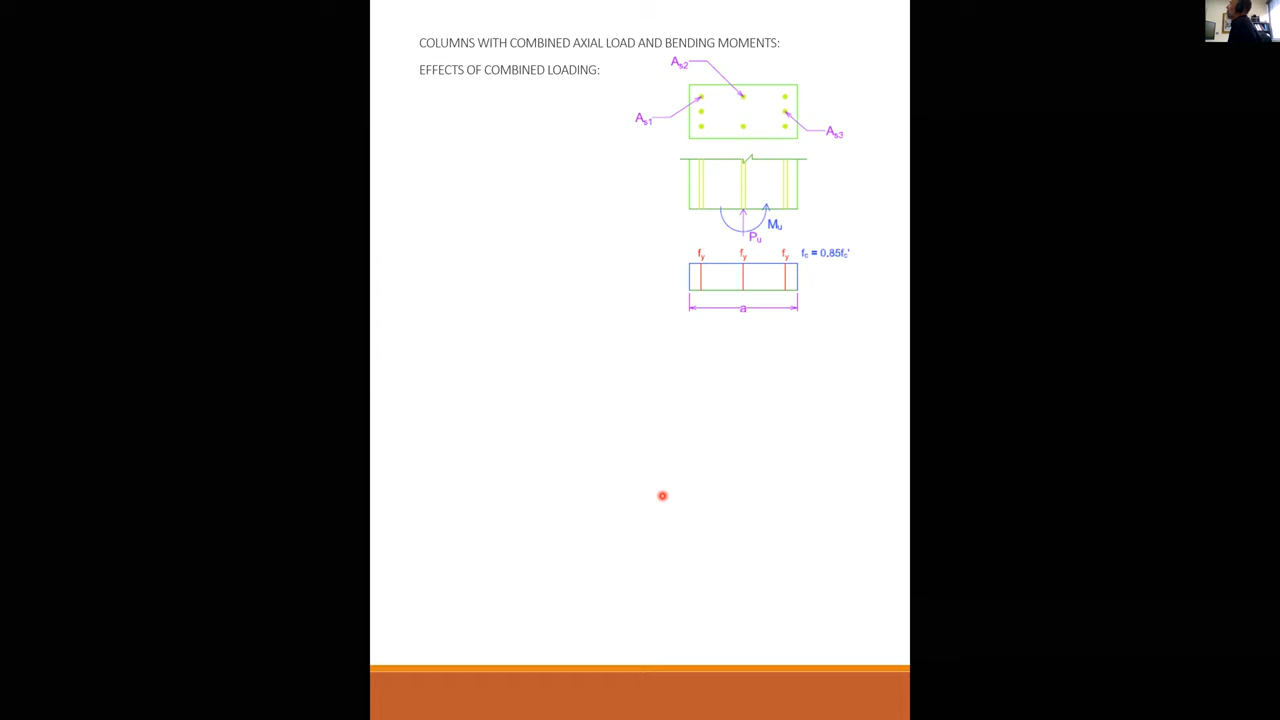 COLUMNS WITH COMBINED AXIAL LOAD AND BENDING MOMENTS:
EFFECTS OF COMBINED LOADING:
As2
As1
As3
Mu
Pu
fy fy fy fc = 0.85fc'
a